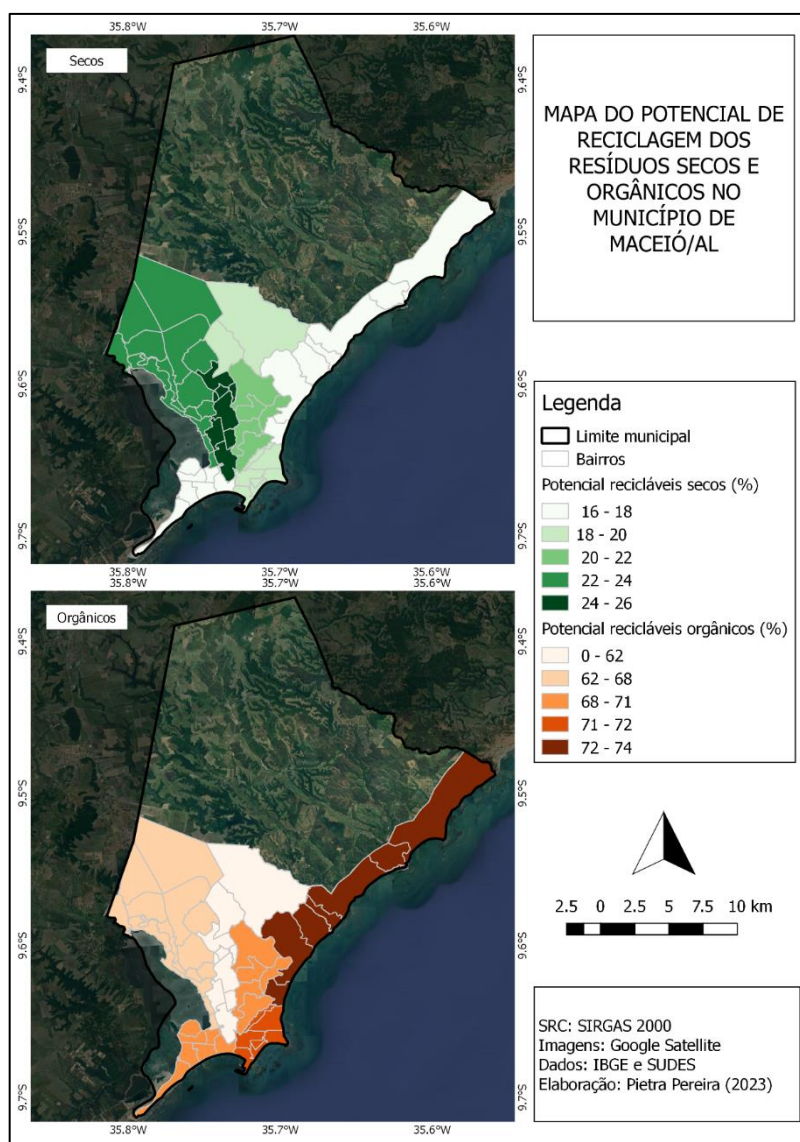 35.8°W 35.7°W 35.6°W
Secos
9.4°S 9.4°S
9.5°S 9.5°S
9.6°S 9.6°S
9.7°S 9.7°S
35.8°W 35.7°W 35.6°W
35.8°W 35.7°W 35.6°W
Orgânicos
9.4°S 9.4°S
9.5°S 9.5°S
9.6°S 9.6°S
9.7°S 9.7°S
35.8°W 35.7°W 35.6°W
MAPA DO POTENCIAL DE
RECICLAGEM DOS
RESÍDUOS SECOS E
ORGÂNICOS NO
MUNICÍPIO DE
MACEIÓ/AL
Legenda
Limite municipal
Bairros
Potencial recicláveis secos (%)
16 - 18
18 - 20
20 - 22
22 - 24
24 - 26
Potencial recicláveis orgânicos (%)
0 - 62
62 - 68
68 - 71
71 - 72
72 - 74
2.5 0 2.5 5 7.5 10 km
SRC: SIRGAS 2000
Imagens: Google Satellite
Dados: IBGE e SUDES
Elaboração: Pietra Pereira (2023)